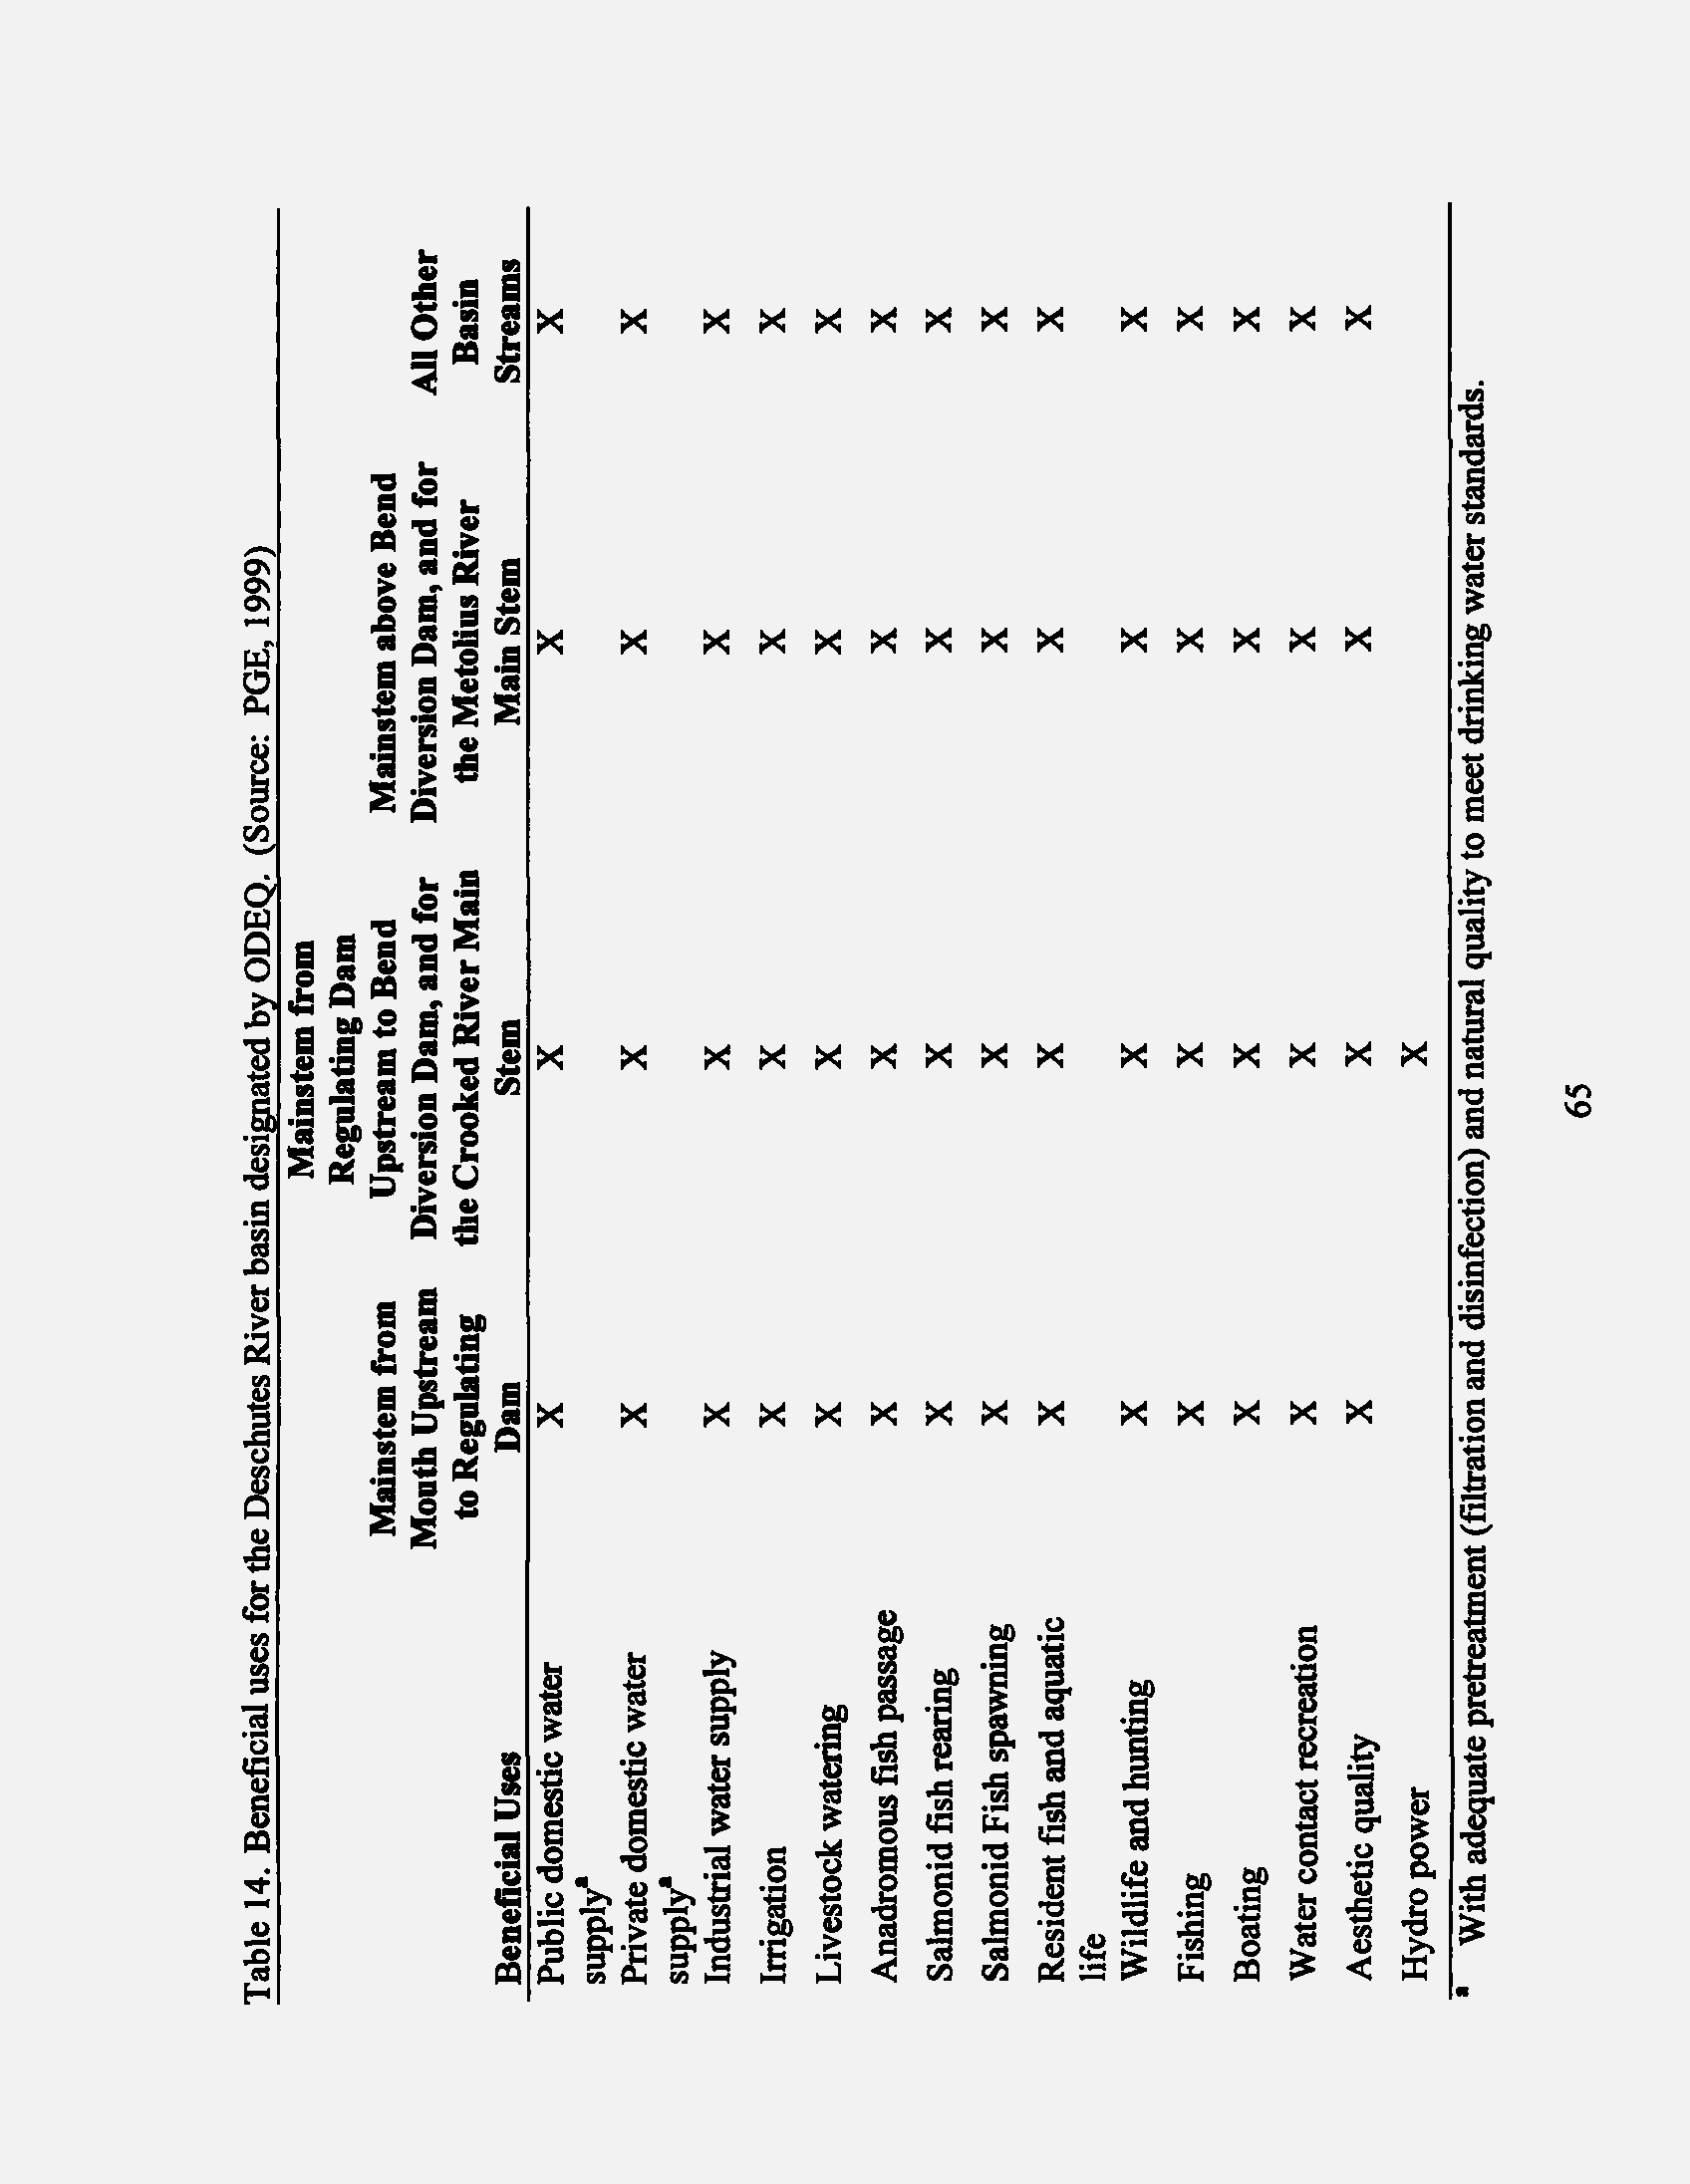 Table 14. Beneficial uses for the Deschutes River basin designated by ODEQ. (Source: PGE, 1999)
Mainstem from
Regulating Dam
Mainstem from Upstream to Bend Mainstem above Bend
Mouth Upstream Diversion Dam, and for Diversion Dam, and for All Other
to Regulating the Crooked River Main the Metolius River Basin
Beneficial Uses Dam Stem Main Stem Streams
Public domestic water X X X X
supplyᵃ
Private domestic water X X X X
supplyᵃ
Industrial water supply X X X X
Irrigation X X X X
Livestock watering X X X X
Anadromous fish passage X X X X
Salmonid fish rearing X X X X
Salmonid Fish spawning X X X X
Resident fish and aquatic X X X X
life
Wildlife and hunting X X X X
Fishing X X X X
Boating X X X X
Water contact recreation X X X X
Aesthetic quality X X X X
Hydro power X
ᵃ With adequate pretreatment (filtration and disinfection) and natural quality to meet drinking water standards.
65